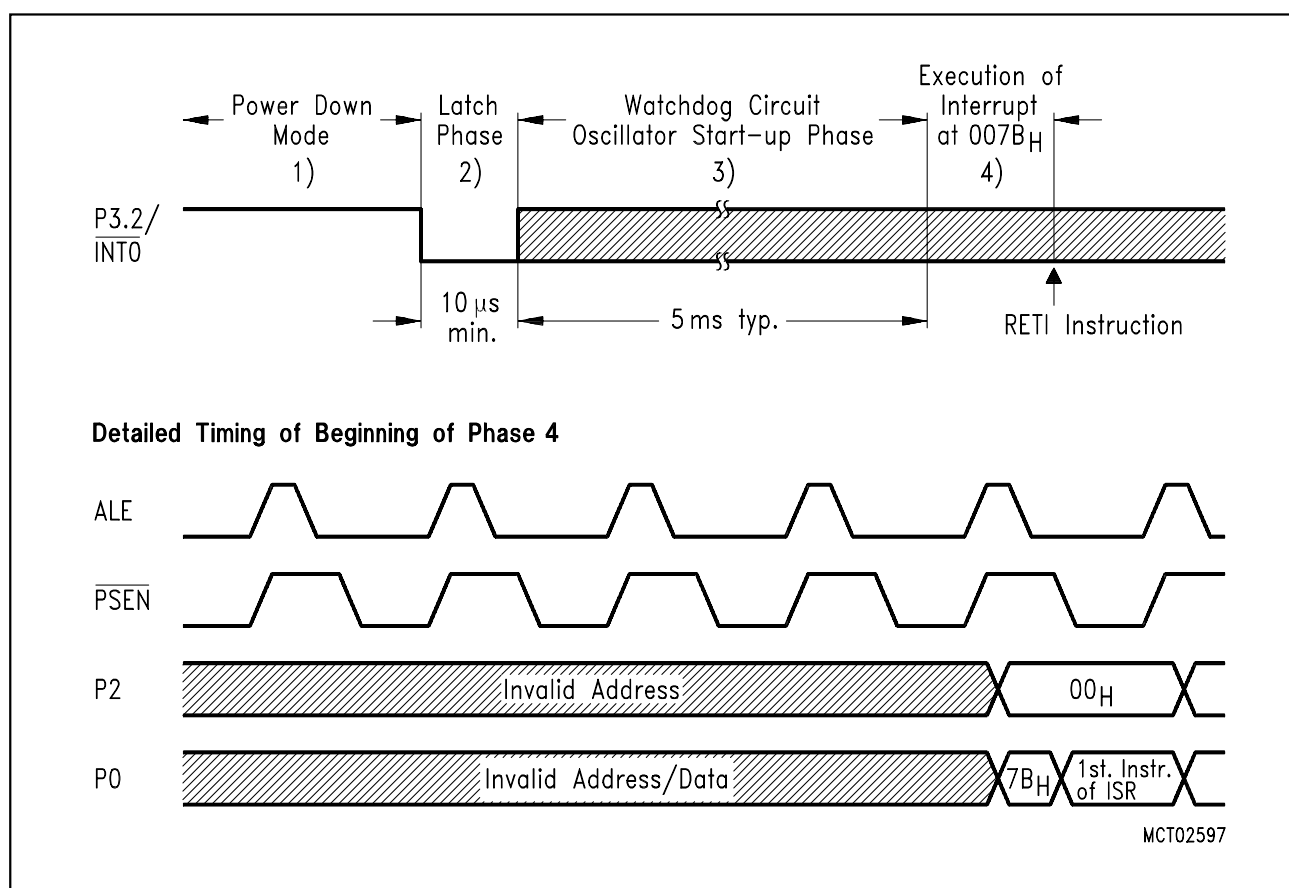 Power Down
Mode
1)
Latch
Phase
2)
Watchdog Circuit
Oscillator Start-up Phase
3)
Execution of
Interrupt
at 007BH
4)
P3.2/
INT0
10 µs
min.
5 ms typ.
RETI Instruction
Detailed Timing of Beginning of Phase 4
ALE
PSEN
P2
Invalid Address
00H
P0
Invalid Address/Data
7BH
1st. Instr.
of ISR
MCT02597